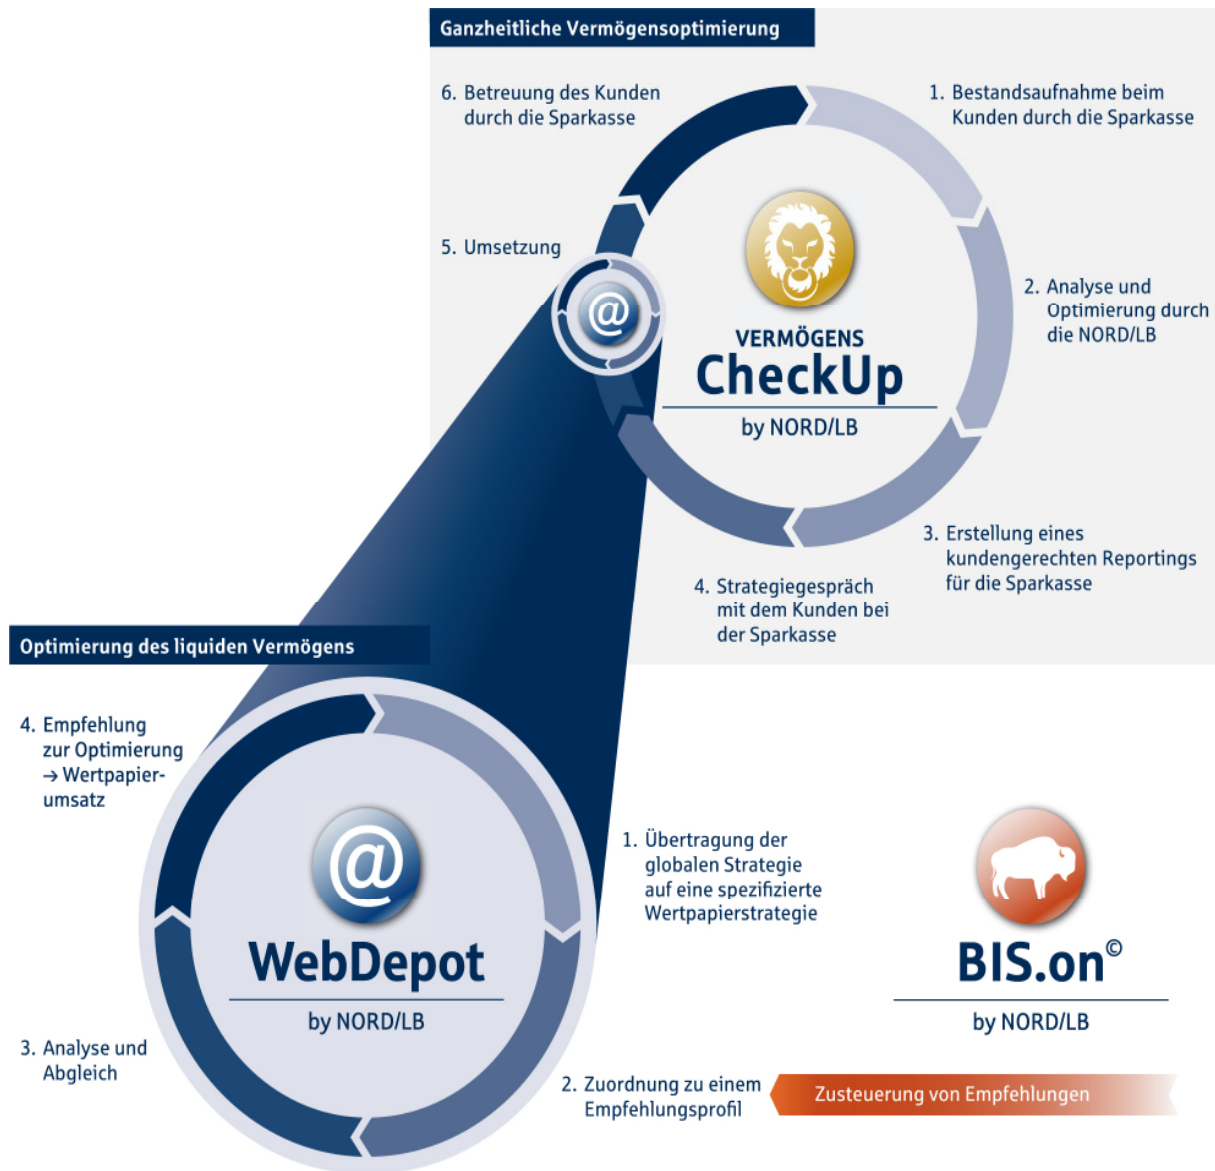 Ganzheitliche Vermögensoptimierung
6. Betreuung des Kunden
durch die Sparkasse
1. Bestandsaufnahme beim
Kunden durch die Sparkasse
5. Umsetzung
2. Analyse und
Optimierung durch
die NORD/LB
@
VERMÖGENS
CheckUp
by NORD/LB
3. Erstellung eines
kundengerechten Reportings
für die Sparkasse
4. Strategiegespräch
mit dem Kunden bei
der Sparkasse
Optimierung des liquiden Vermögens
4. Empfehlung
zur Optimierung
→ Wertpapier-
umsatz
@
WebDepot
by NORD/LB
1. Übertragung der
globalen Strategie
auf eine spezifizierte
Wertpapierstrategie
BIS.on©
by NORD/LB
3. Analyse und
Abgleich
2. Zuordnung zu einem
Empfehlungsprofil
Zusteuerung von Empfehlungen